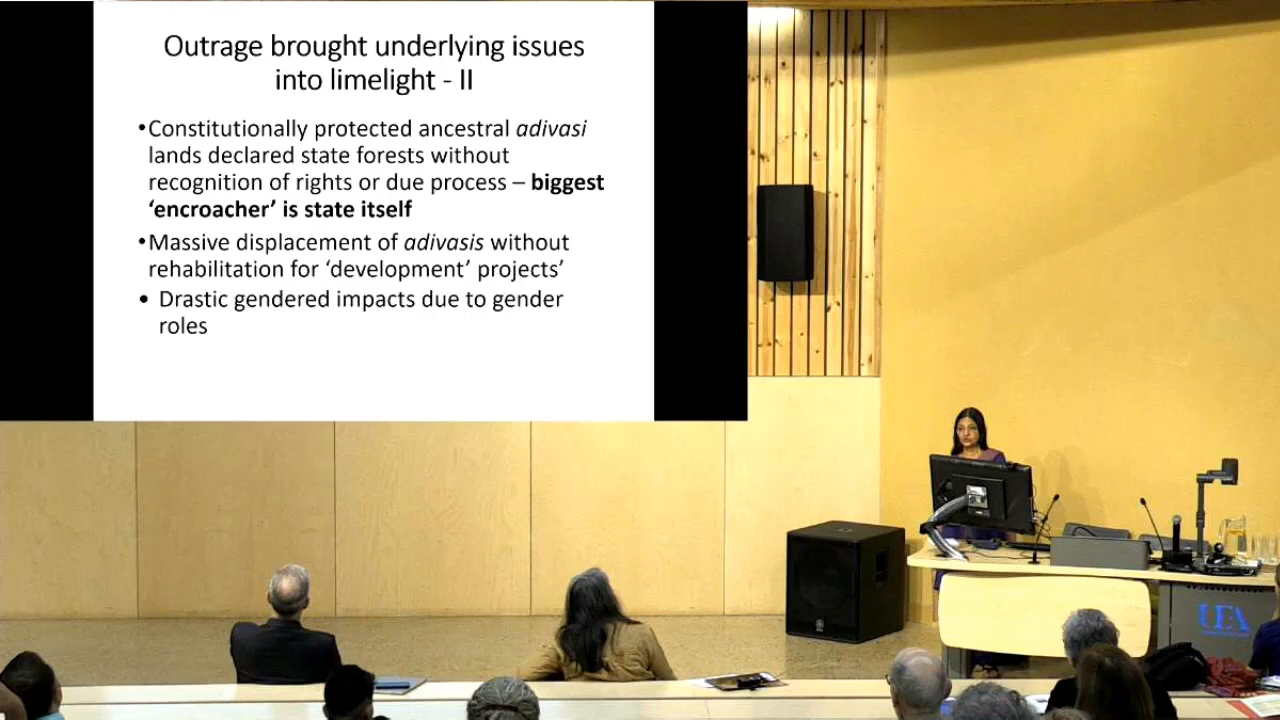 Outrage brought underlying issues
into limelight - II
•Constitutionally protected ancestral adivasi
lands declared state forests without
recognition of rights or due process – biggest
‘encroacher’ is state itself
•Massive displacement of adivasis without
rehabilitation for ‘development’ projects’
• Drastic gendered impacts due to gender
roles
UEA